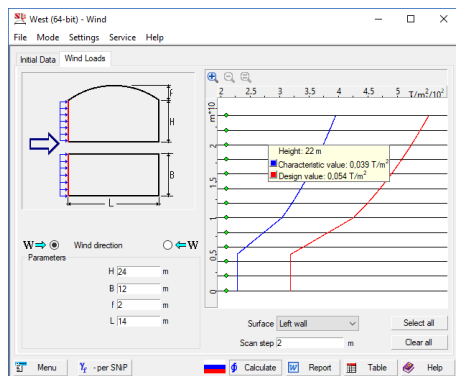 West (64-bit) - Wind
File Mode Settings Service Help
Initial Data Wind Loads
f
H
B
L
W W
Wind direction
Parameters
H 24 m
B 12 m
f 2 m
L 14 m
2 2,5 3 3,5 4 4,5 5 T/m²/10²
m*10
2
1,5
1
0,5
0
Height: 22 m
Characteristic value: 0,039 T/m²
Design value: 0,054 T/m²
Surface Left wall Select all
Scan step 2 m Clear all
Menu Yf - per SNiP Calculate Report Table Help